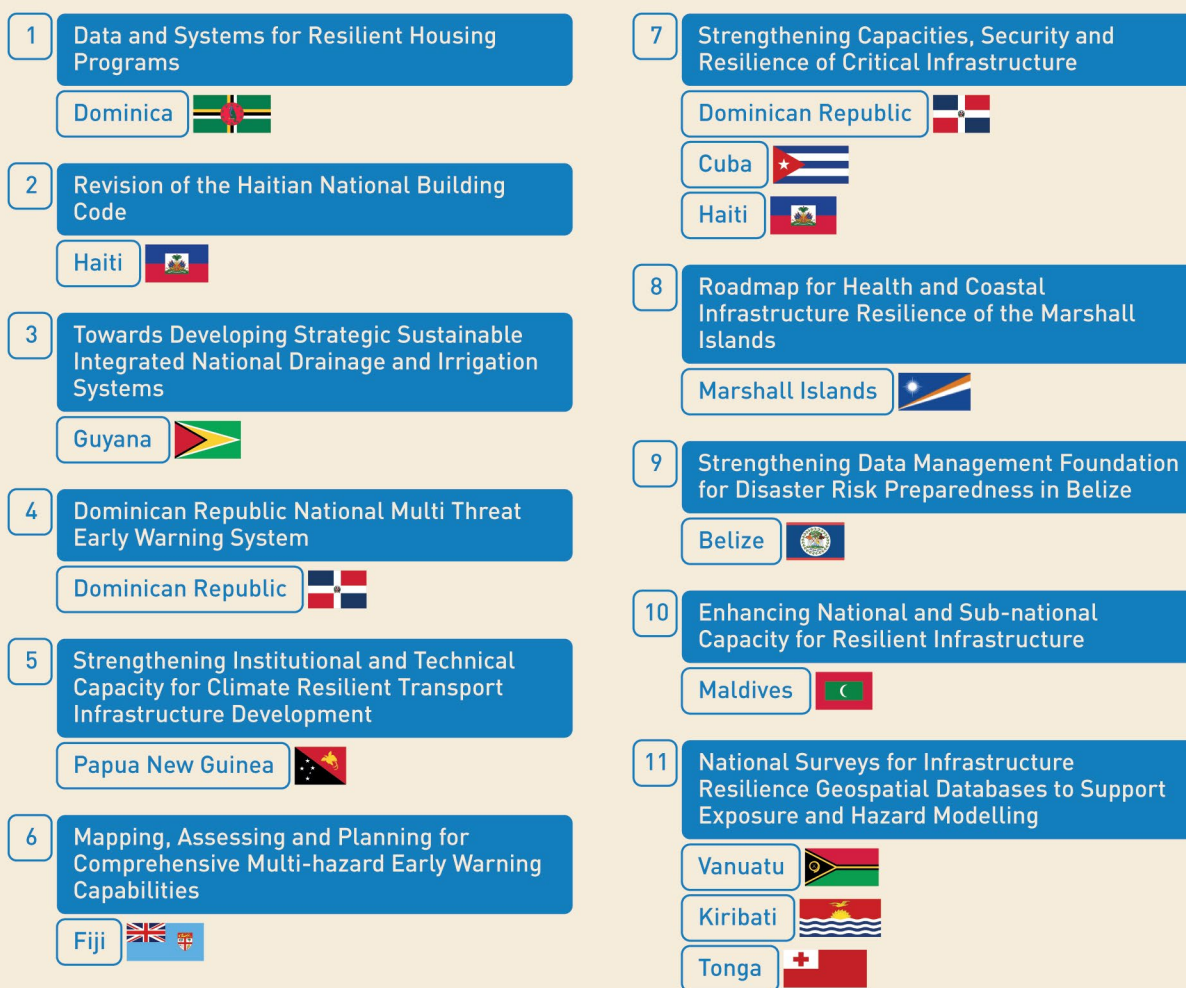 1
Data and Systems for Resilient Housing
Programs
Dominica
2
Revision of the Haitian National Building
Code
Haiti
3
Towards Developing Strategic Sustainable
Integrated National Drainage and Irrigation
Systems
Guyana
4
Dominican Republic National Multi Threat
Early Warning System
Dominican Republic
5
Strengthening Institutional and Technical
Capacity for Climate Resilient Transport
Infrastructure Development
Papua New Guinea
6
Mapping, Assessing and Planning for
Comprehensive Multi-hazard Early Warning
Capabilities
Fiji
7
Strengthening Capacities, Security and
Resilience of Critical Infrastructure
Dominican Republic
Cuba
Haiti
8
Roadmap for Health and Coastal
Infrastructure Resilience of the Marshall
Islands
Marshall Islands
9
Strengthening Data Management Foundation
for Disaster Risk Preparedness in Belize
Belize
10
Enhancing National and Sub-national
Capacity for Resilient Infrastructure
Maldives
11
National Surveys for Infrastructure
Resilience Geospatial Databases to Support
Exposure and Hazard Modelling
Vanuatu
Kiribati
Tonga